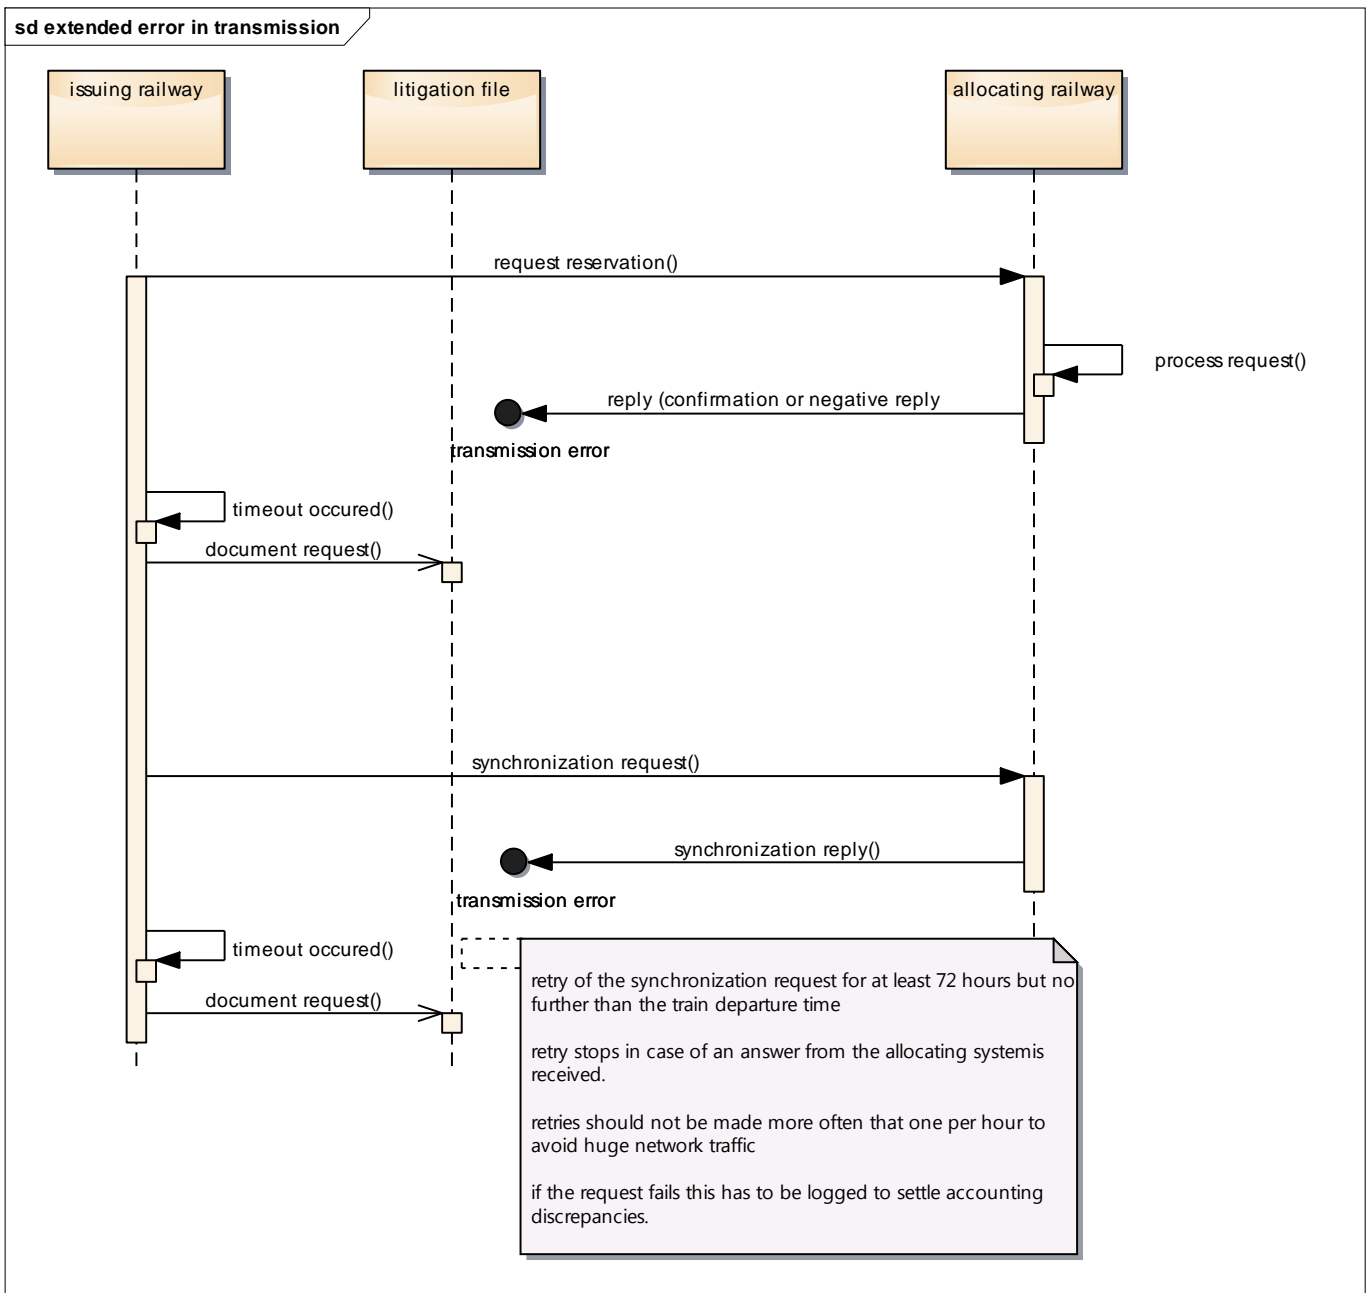 sd extended error in transmission
issuing railway
litigation file
allocating railway
request reservation()
process request()
reply (confirmation or negative reply
transmission error
timeout occured()
document request()
synchronization request()
synchronization reply()
transmission error
timeout occured()
document request()
retry of the synchronization request for at least 72 hours but no
further than the train departure time
retry stops in case of an answer from the allocating systemis
received.
retries should not be made more often that one per hour to
avoid huge network traffic
if the request fails this has to be logged to settle accounting
discrepancies.